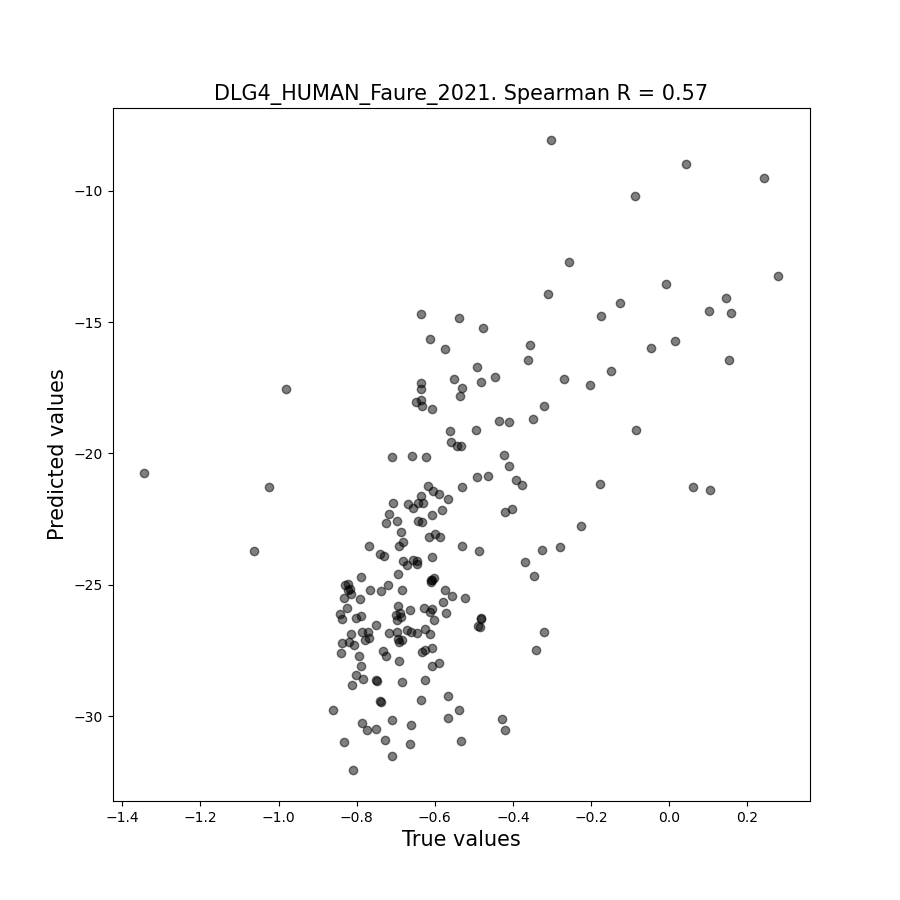 DLG4_HUMAN_Faure_2021. Spearman R = 0.57
Predicted values
−10
−15
−20
−25
−30
−1.4 −1.2 −1.0 −0.8 −0.6 −0.4 −0.2 0.0 0.2
True values